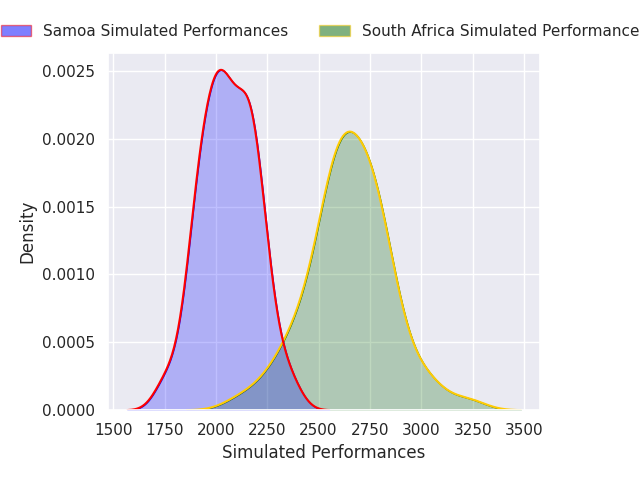 Samoa Simulated Performances South Africa Simulated Performance
0.0025
0.0020
0.0015
0.0010
0.0005
0.0000
Density
1500 1750 2000 2250 2500 2750 3000 3250 3500
Simulated Performances